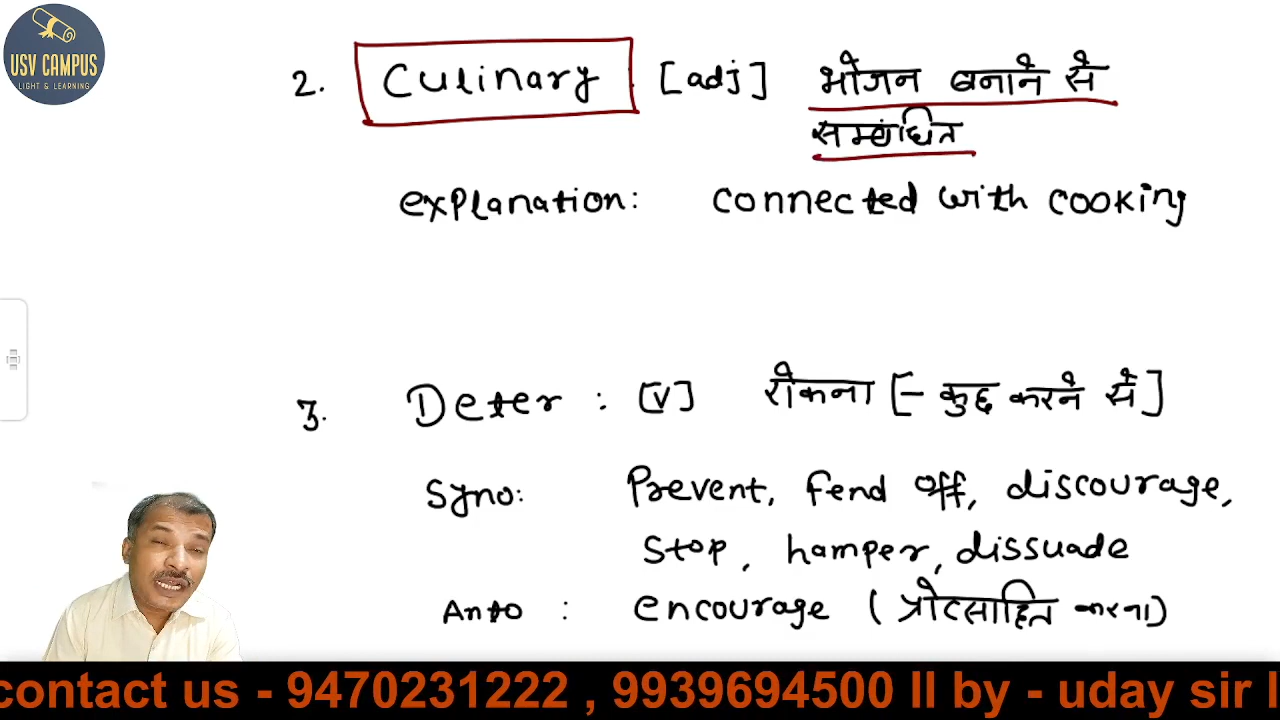 USV CAMPUS
LIGHT & LEARNING
2. Culinary [adj] भोजन बनाने से
सम्बंधित
explanation: connected with cooking
3. Deter : [v] रोकना [- कुछ करने से]
Syno: Prevent, fend off, discourage,
stop, hamper, dissuade
Anto : encourage (प्रोत्साहित करना)
contact us - 9470231222 , 9939694500 II by - uday sir I